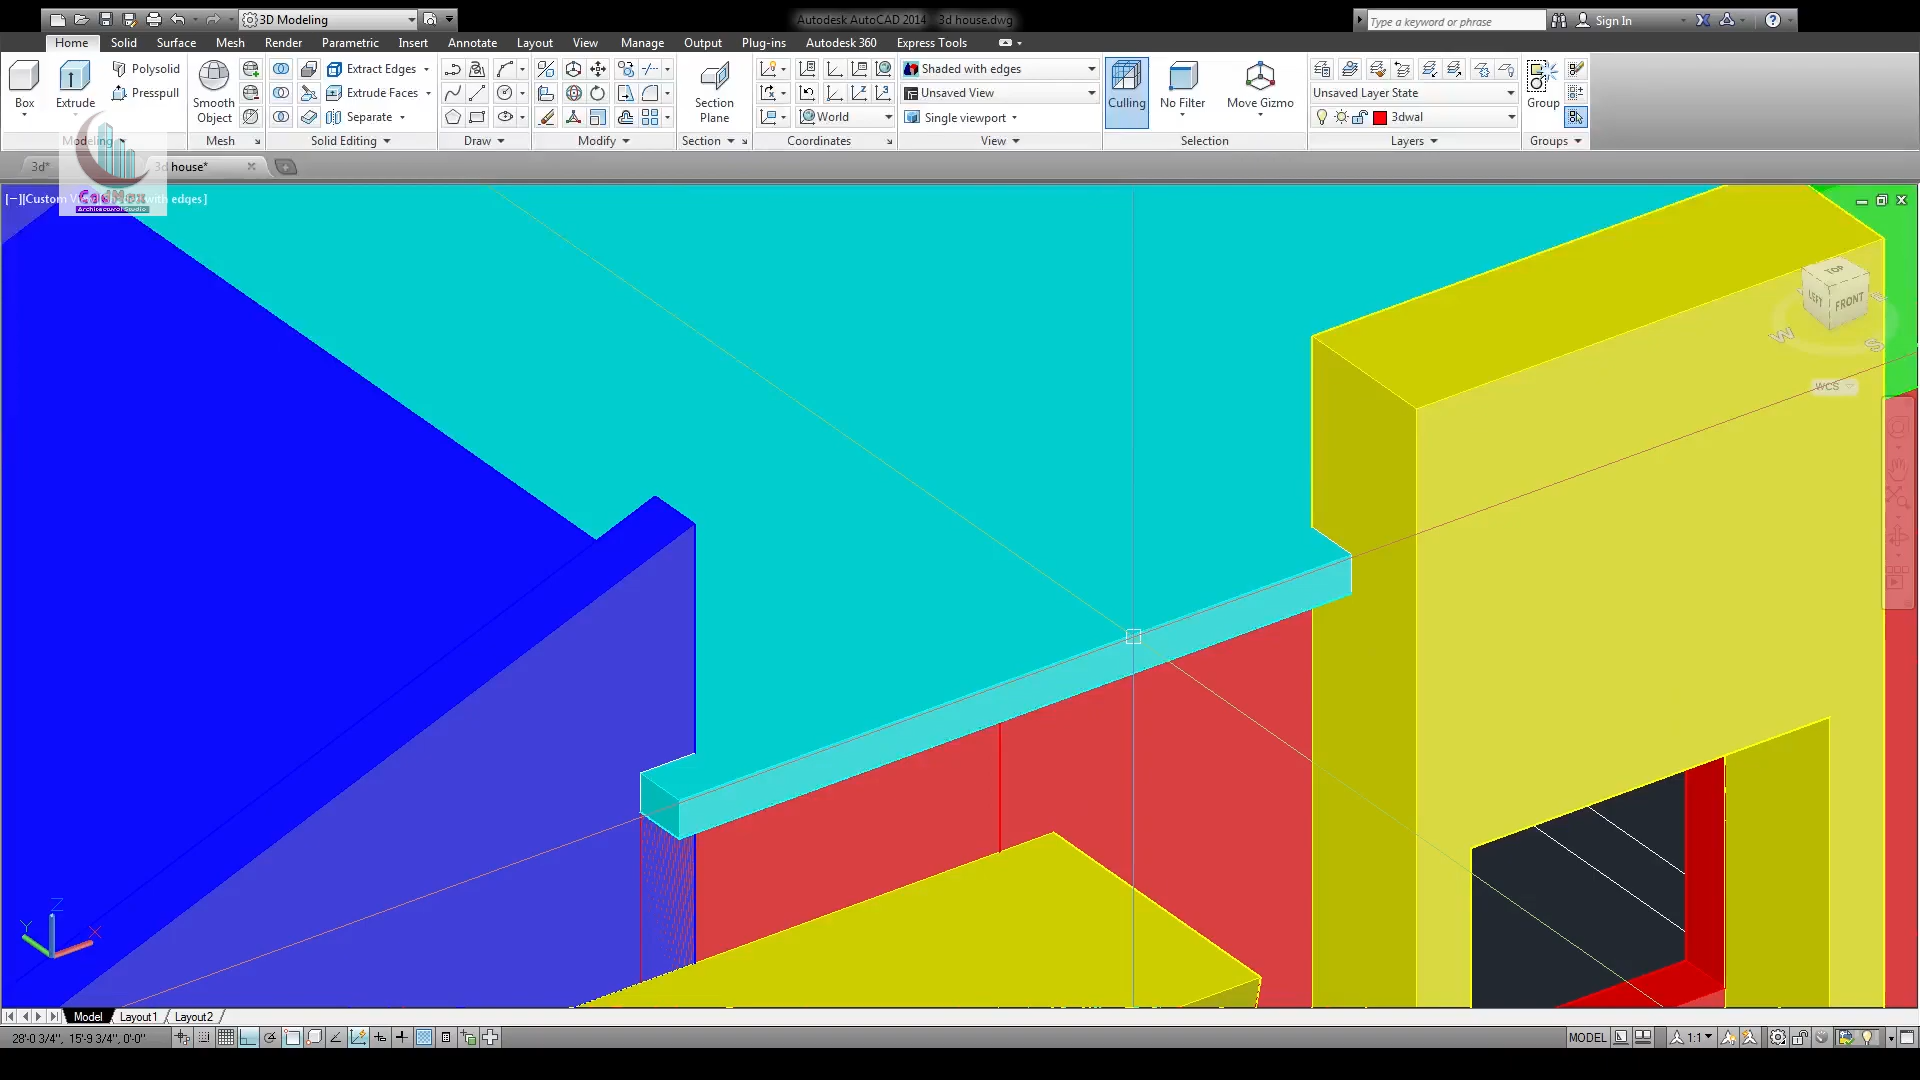 3D Modeling
Autodesk AutoCAD 2014 3d house.dwg
Type a keyword or phrase
Sign In
Home Solid Surface Mesh Render Parametric Insert Annotate Layout View Manage Output Plug-ins Autodesk 360 Express Tools
Polysolid
Presspull
Box
Extrude
Smooth
Object
Extract Edges
Extrude Faces
Separate
Section
Plane
World
Shaded with edges
Unsaved View
Single viewport
Culling
No Filter
Move Gizmo
Unsaved Layer State
3dwal
Group
Modeling
Mesh
Solid Editing
Draw
Modify
Section
Coordinates
View
Selection
Layers
Groups
3d*
3d house*
CadMax
Architectural Studio
[−][Custom V with edges]
TOP
LEFT
FRONT
W
S
WCS
Z
Y
X
Model Layout1 Layout2
28'-0 3/4", 15'-9 3/4", 0'-0"
MODEL
1:1